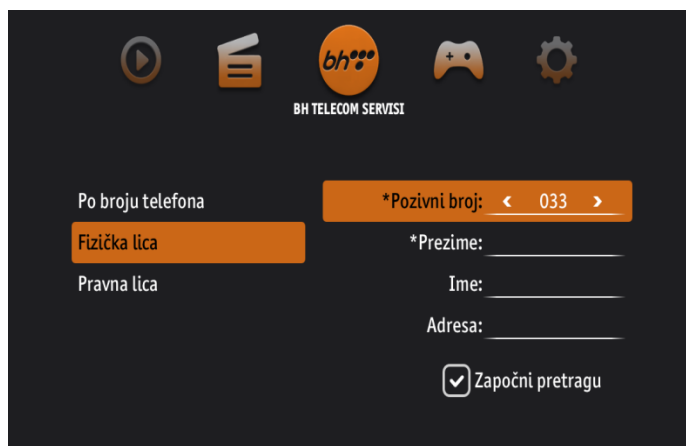 bh
BH TELECOM SERVISI
Po broju telefona
Fizička lica
Pravna lica
*Pozivni broj: ‹ 033 ›
*Prezime:
Ime:
Adresa:
Započni pretragu